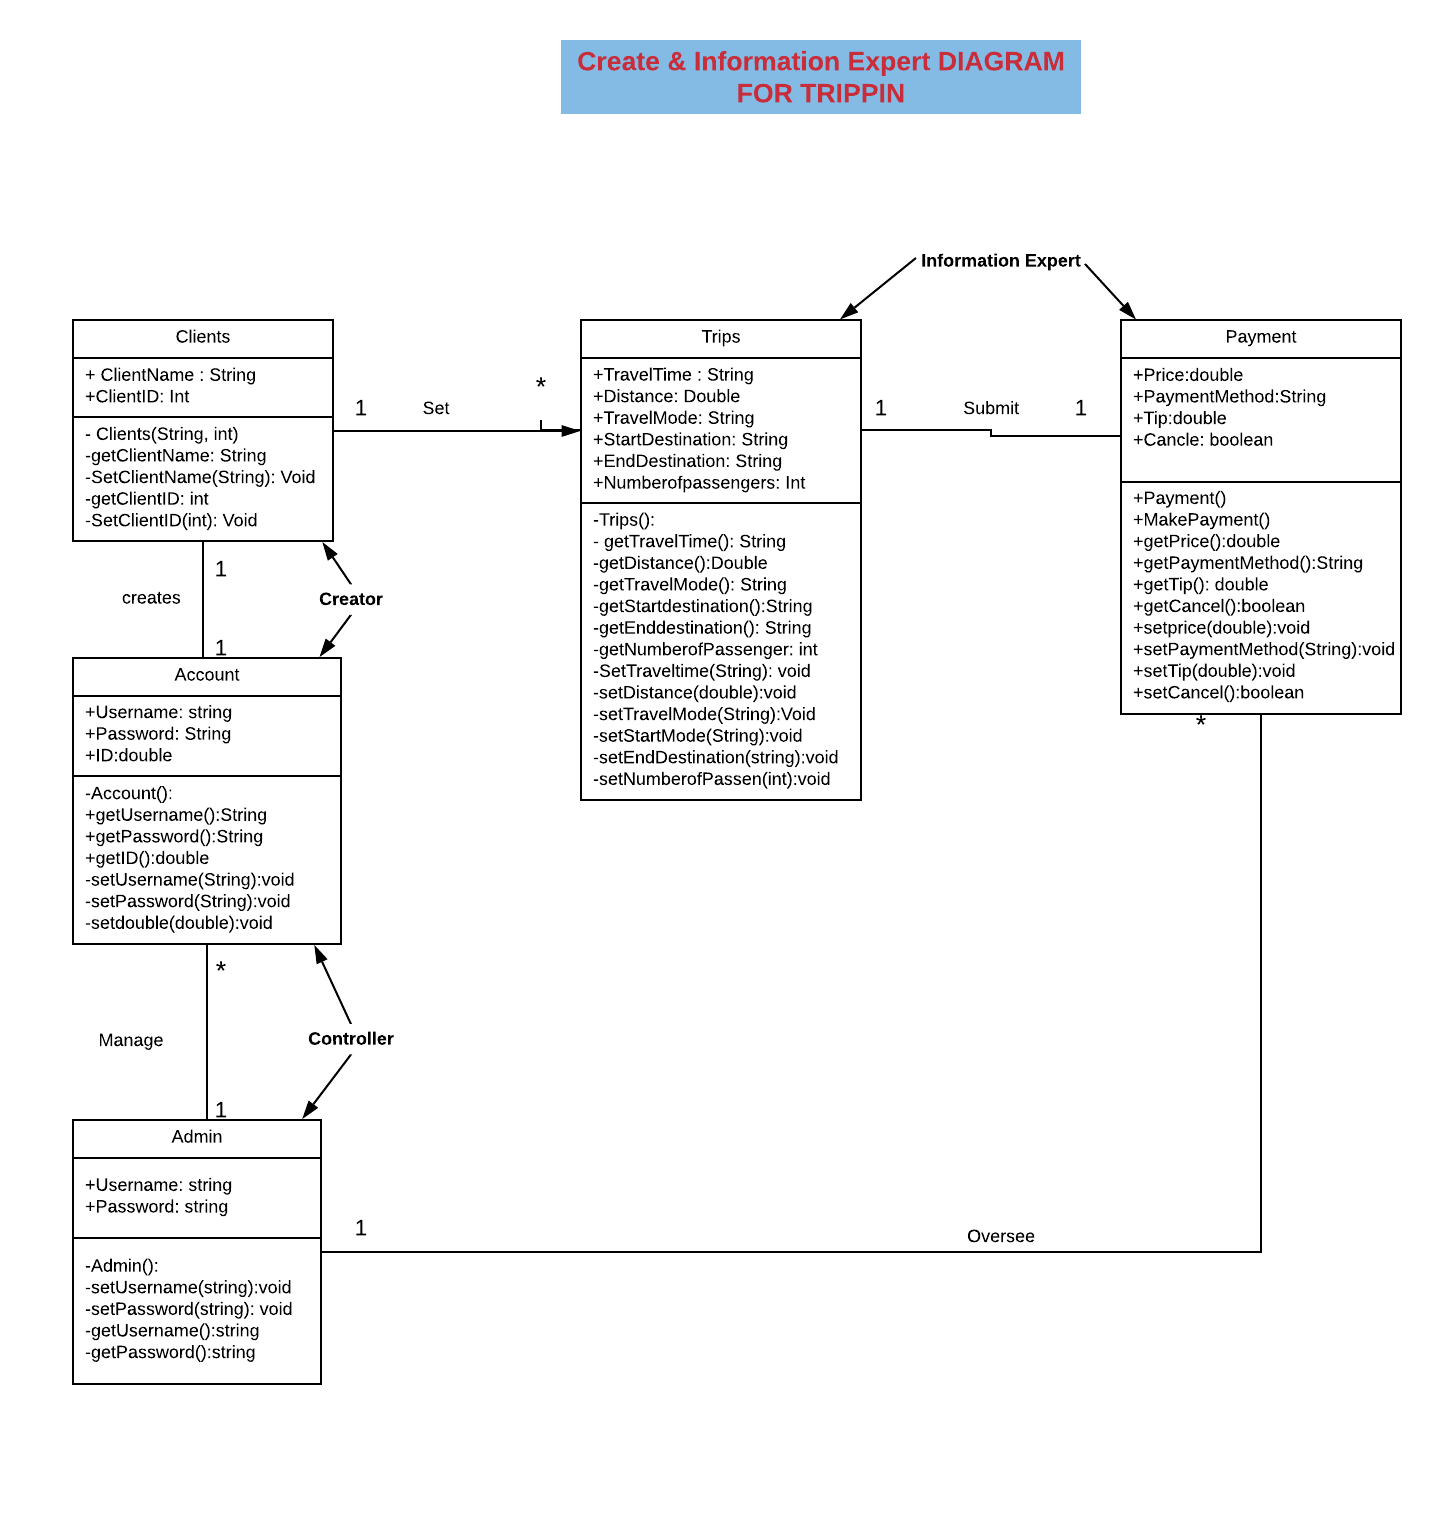 Create & Information Expert DIAGRAM
FOR TRIPPIN
Information Expert
Clients
+ ClientName : String
+ClientID: Int
- Clients(String, int)
-getClientName: String
-SetClientName(String): Void
-getClientID: int
-SetClientID(int): Void
1
Set
*
Trips
+TravelTime : String
+Distance: Double
+TravelMode: String
+StartDestination: String
+EndDestination: String
+Numberofpassengers: Int
-Trips():
- getTravelTime(): String
-getDistance():Double
-getTravelMode(): String
-getStartdestination():String
-getEnddestination(): String
-getNumberofPassenger: int
-SetTraveltime(String): void
-setDistance(double):void
-setTravelMode(String):Void
-setStartMode(String):void
-setEndDestination(string):void
-setNumberofPassen(int):void
1
Submit
1
Payment
+Price:double
+PaymentMethod:String
+Tip:double
+Cancle: boolean
+Payment()
+MakePayment()
+getPrice():double
+getPaymentMethod():String
+getTip(): double
+getCancel():boolean
+setprice(double):void
+setPaymentMethod(String):void
+setTip(double):void
+setCancel():boolean
*
1
creates
Creator
1
Account
+Username: string
+Password: String
+ID:double
-Account():
+getUsername():String
+getPassword():String
+getID():double
-setUsername(String):void
-setPassword(String):void
-setdouble(double):void
*
Manage
Controller
1
Admin
+Username: string
+Password: string
-Admin():
-setUsername(string):void
-setPassword(string): void
-getUsername():string
-getPassword():string
1
Oversee